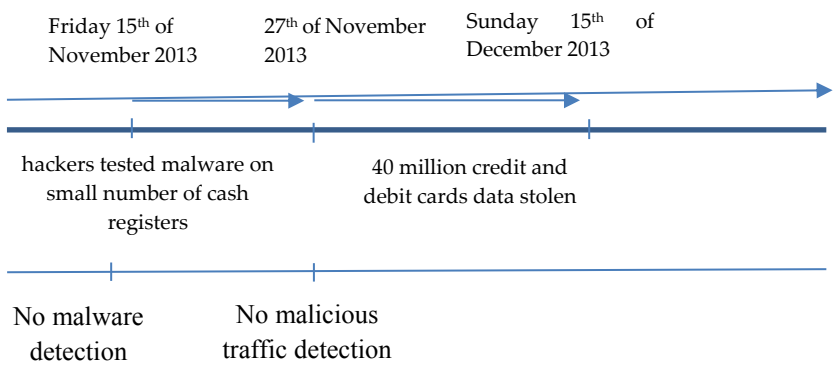 Friday 15th of
November 2013
27th of November
2013
Sunday 15th of
December 2013
hackers tested malware on
small number of cash
registers
40 million credit and
debit cards data stolen
No malware
detection
No malicious
traffic detection